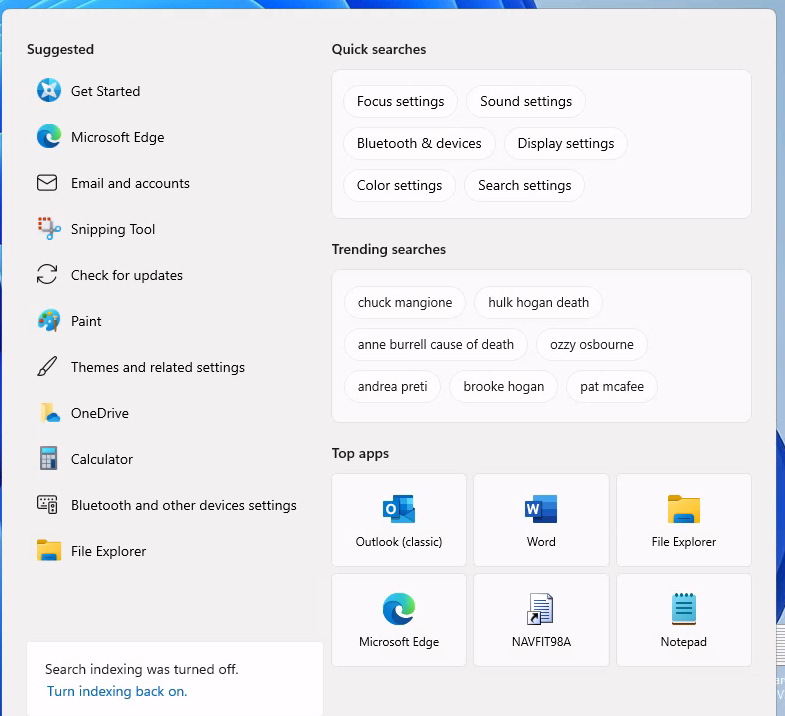 Suggested
Get Started
Microsoft Edge
Email and accounts
Snipping Tool
Check for updates
Paint
Themes and related settings
OneDrive
Calculator
Bluetooth and other devices settings
File Explorer
Search indexing was turned off.
Turn indexing back on.
Quick searches
Focus settings
Sound settings
Bluetooth & devices
Display settings
Color settings
Search settings
Trending searches
chuck mangione
hulk hogan death
anne burrell cause of death
ozzy osbourne
andrea preti
brooke hogan
pat mcafee
Top apps
Outlook (classic)
Word
File Explorer
Microsoft Edge
NAVFIT98A
Notepad